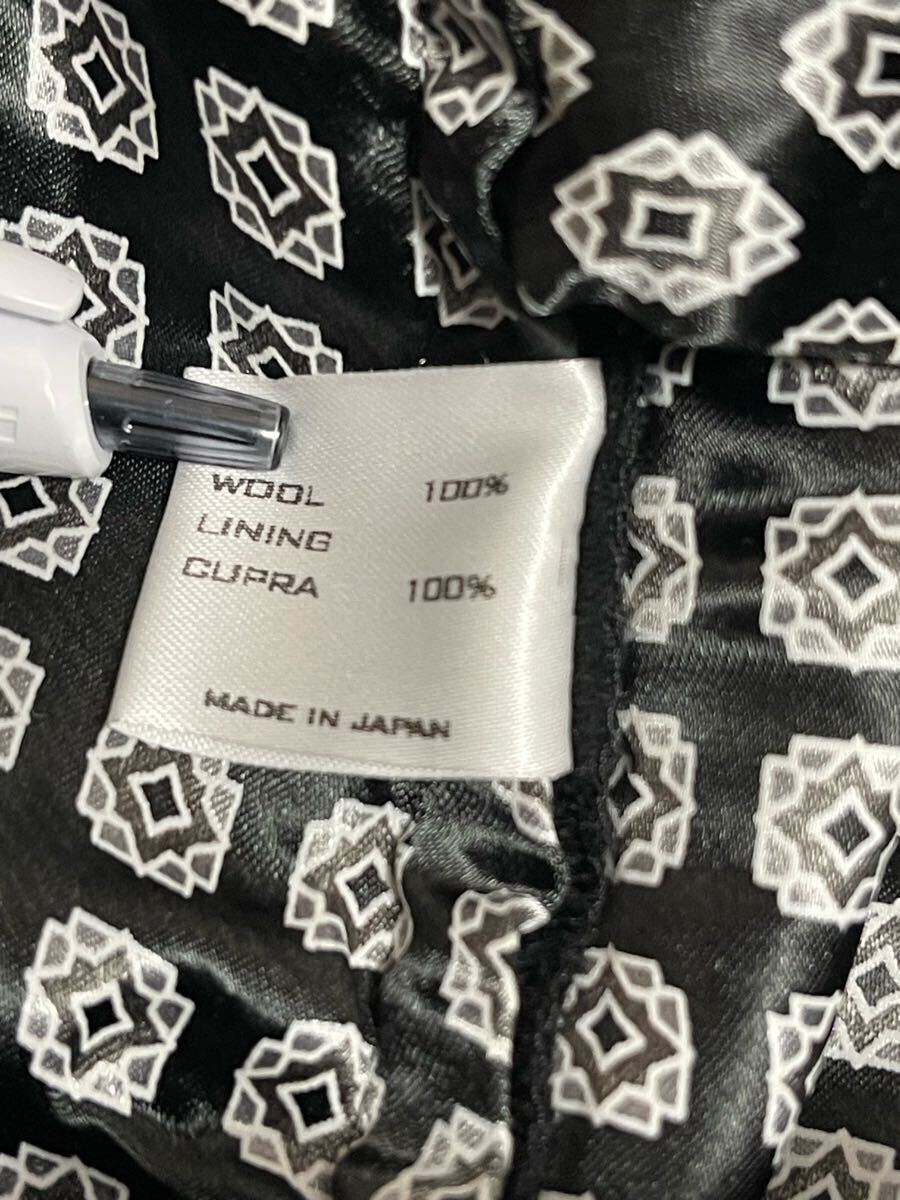 WOOL 100%
LINING
CUPRA 100%
MADE IN JAPAN